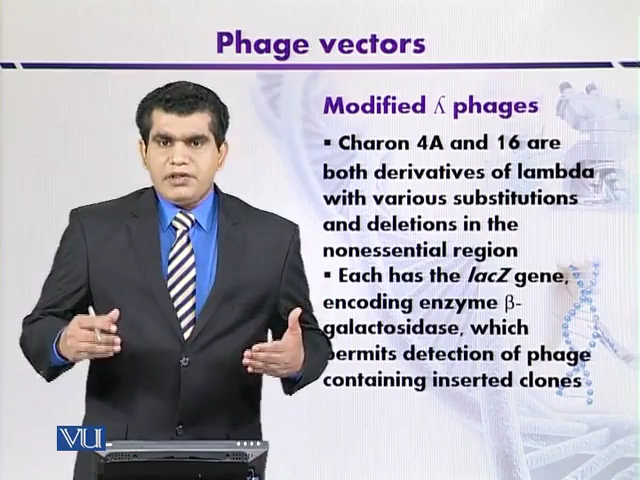 Phage vectors
Modified ʎ phages
▪ Charon 4A and 16 are
both derivatives of lambda
with various substitutions
and deletions in the
nonessential region
▪ Each has the lacZ gene,
encoding enzyme β-
galactosidase, which
permits detection of phage
containing inserted clones
VU